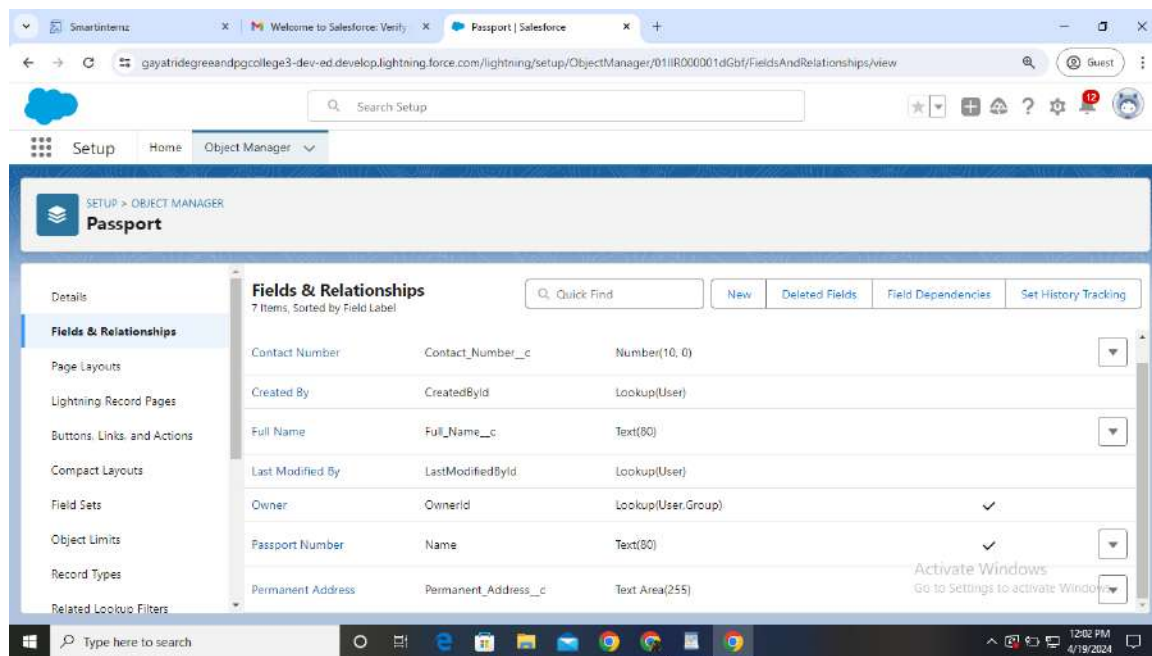 Smartinternz
Welcome to Salesforce: Verify
Passport | Salesforce
gayatridegreeandpgcollege3-dev-ed.develop.lightning.force.com/lightning/setup/ObjectManager/01IIR000001dGbf/FieldsAndRelationships/view
Guest
Search Setup
12
Setup Home Object Manager
SETUP > OBJECT MANAGER
Passport
Details
Fields & Relationships
Page Layouts
Lightning Record Pages
Buttons, Links, and Actions
Compact Layouts
Field Sets
Object Limits
Record Types
Related Lookup Filters
Fields & Relationships
7 Items, Sorted by Field Label
Quick Find
New Deleted Fields Field Dependencies Set History Tracking
Contact Number Contact_Number__c Number(10, 0)
Created By CreatedById Lookup(User)
Full Name Full_Name__c Text(80)
Last Modified By LastModifiedById Lookup(User)
Owner OwnerId Lookup(User,Group)
Passport Number Name Text(80)
Permanent Address Permanent_Address__c Text Area(255)
Activate Windows
Go to Settings to activate Windows.
Type here to search
12:02 PM
4/19/2024